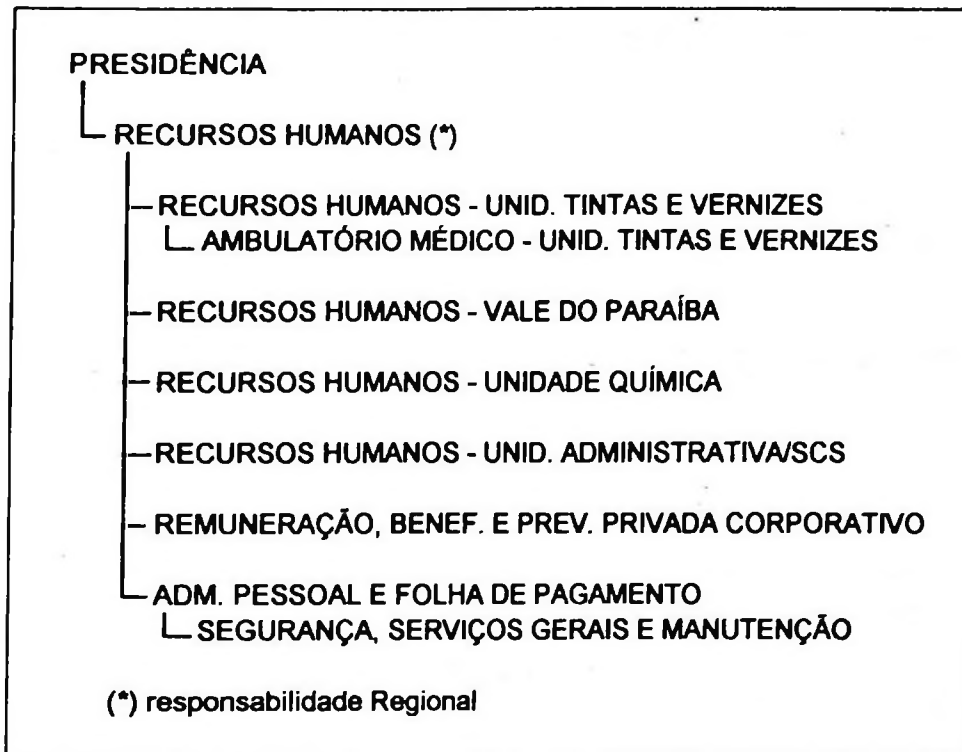 PRESIDÊNCIA
RECURSOS HUMANOS (*)
RECURSOS HUMANOS - UNID. TINTAS E VERNIZES
AMBULATÓRIO MÉDICO - UNID. TINTAS E VERNIZES
RECURSOS HUMANOS - VALE DO PARAÍBA
RECURSOS HUMANOS - UNIDADE QUÍMICA
RECURSOS HUMANOS - UNID. ADMINISTRATIVA/SCS
REMUNERAÇÃO, BENEF. E PREV. PRIVADA CORPORATIVO
ADM. PESSOAL E FOLHA DE PAGAMENTO
SEGURANÇA, SERVIÇOS GERAIS E MANUTENÇÃO
(*) responsabilidade Regional